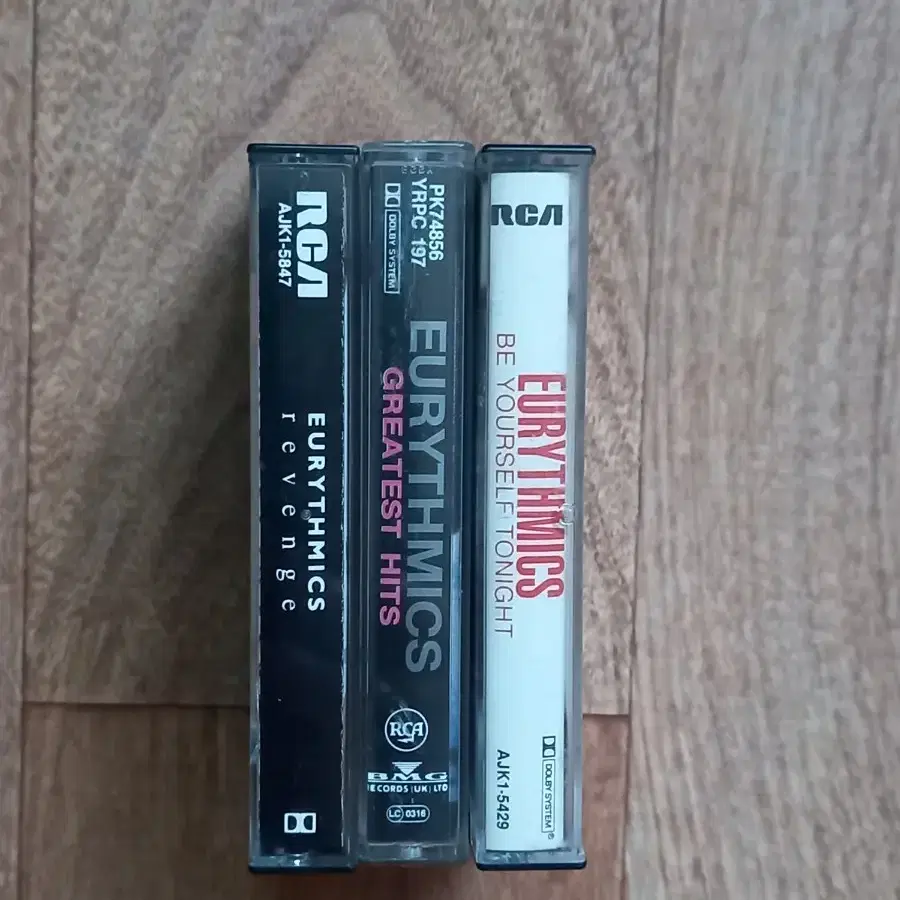 RCA
AJK1-5847
EURYTHMICS
revenge
PK74856
YRPC 197
DOLBY SYSTEM
EURYTHMICS
GREATEST HITS
RCA
BMG
RECORDS (UK) LTD
LC 0316
RCA
EURYTHMICS
BE YOURSELF TONIGHT
DOLBY SYSTEM®
AJK1-5429